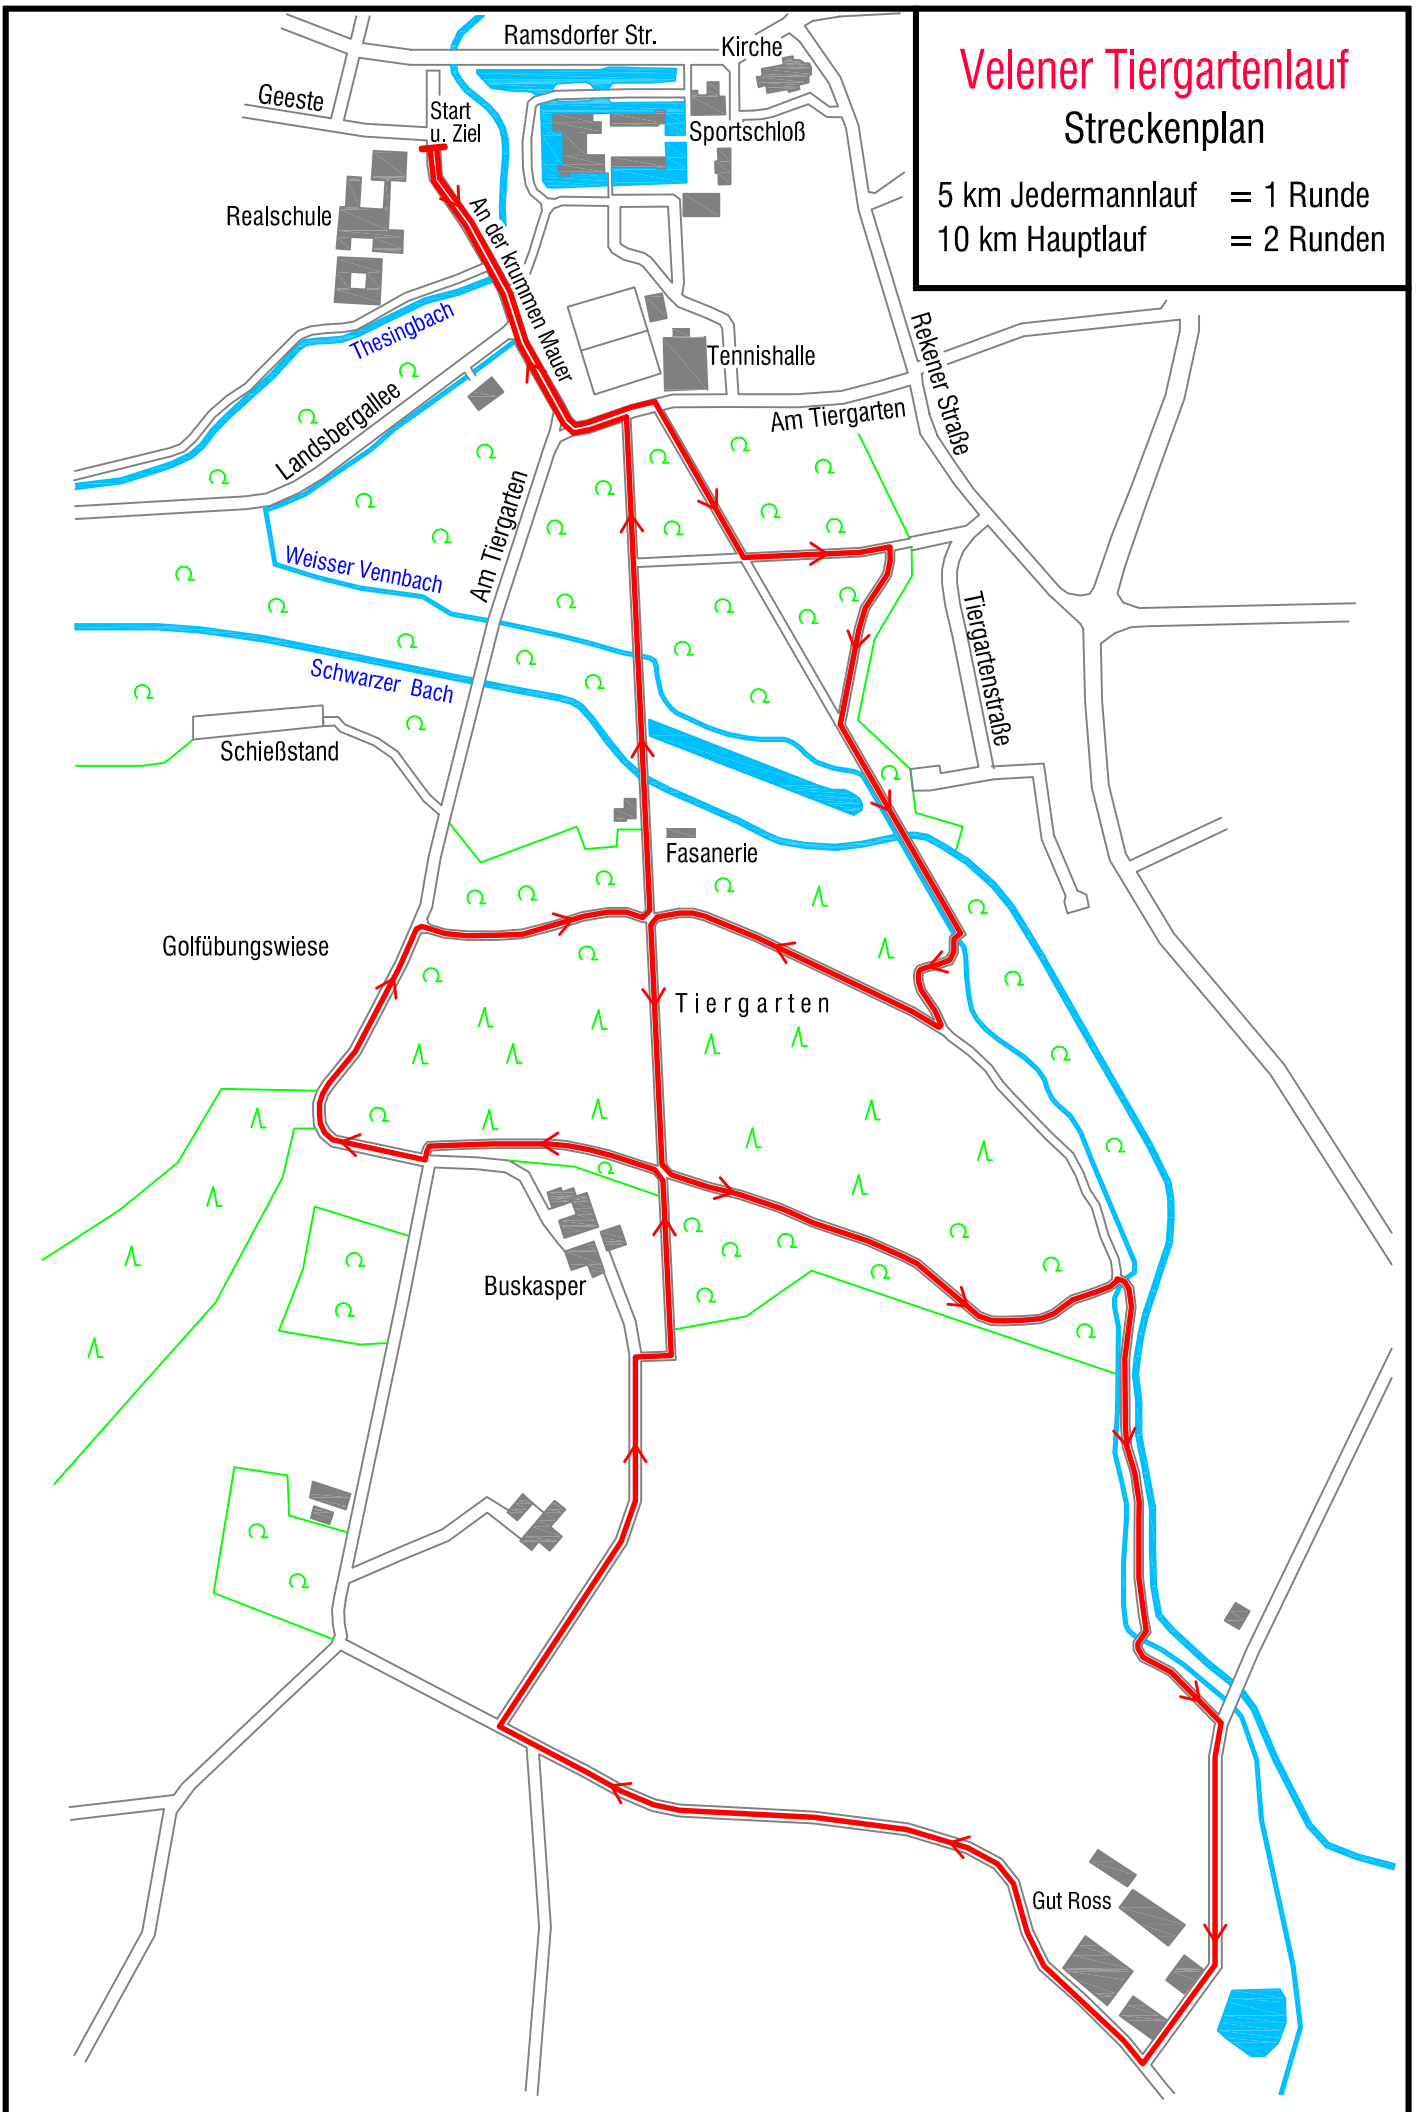 Velener Tiergartenlauf
Streckenplan
5 km Jedermannlauf = 1 Runde
10 km Hauptlauf = 2 Runden
Ramsdorfer Str.
Kirche
Geeste
Start
u. Ziel
Sportschloß
Realschule
An der krummen Mauer
Thesingbach
Rekener Straße
Tennishalle
Landsbergallee
Am Tiergarten
Am Tiergarten
Weisser Vennbach
Tiergartenstraße
Schwarzer Bach
Schießstand
Fasanerie
Golfübungswiese
Tiergarten
Buskasper
Gut Ross